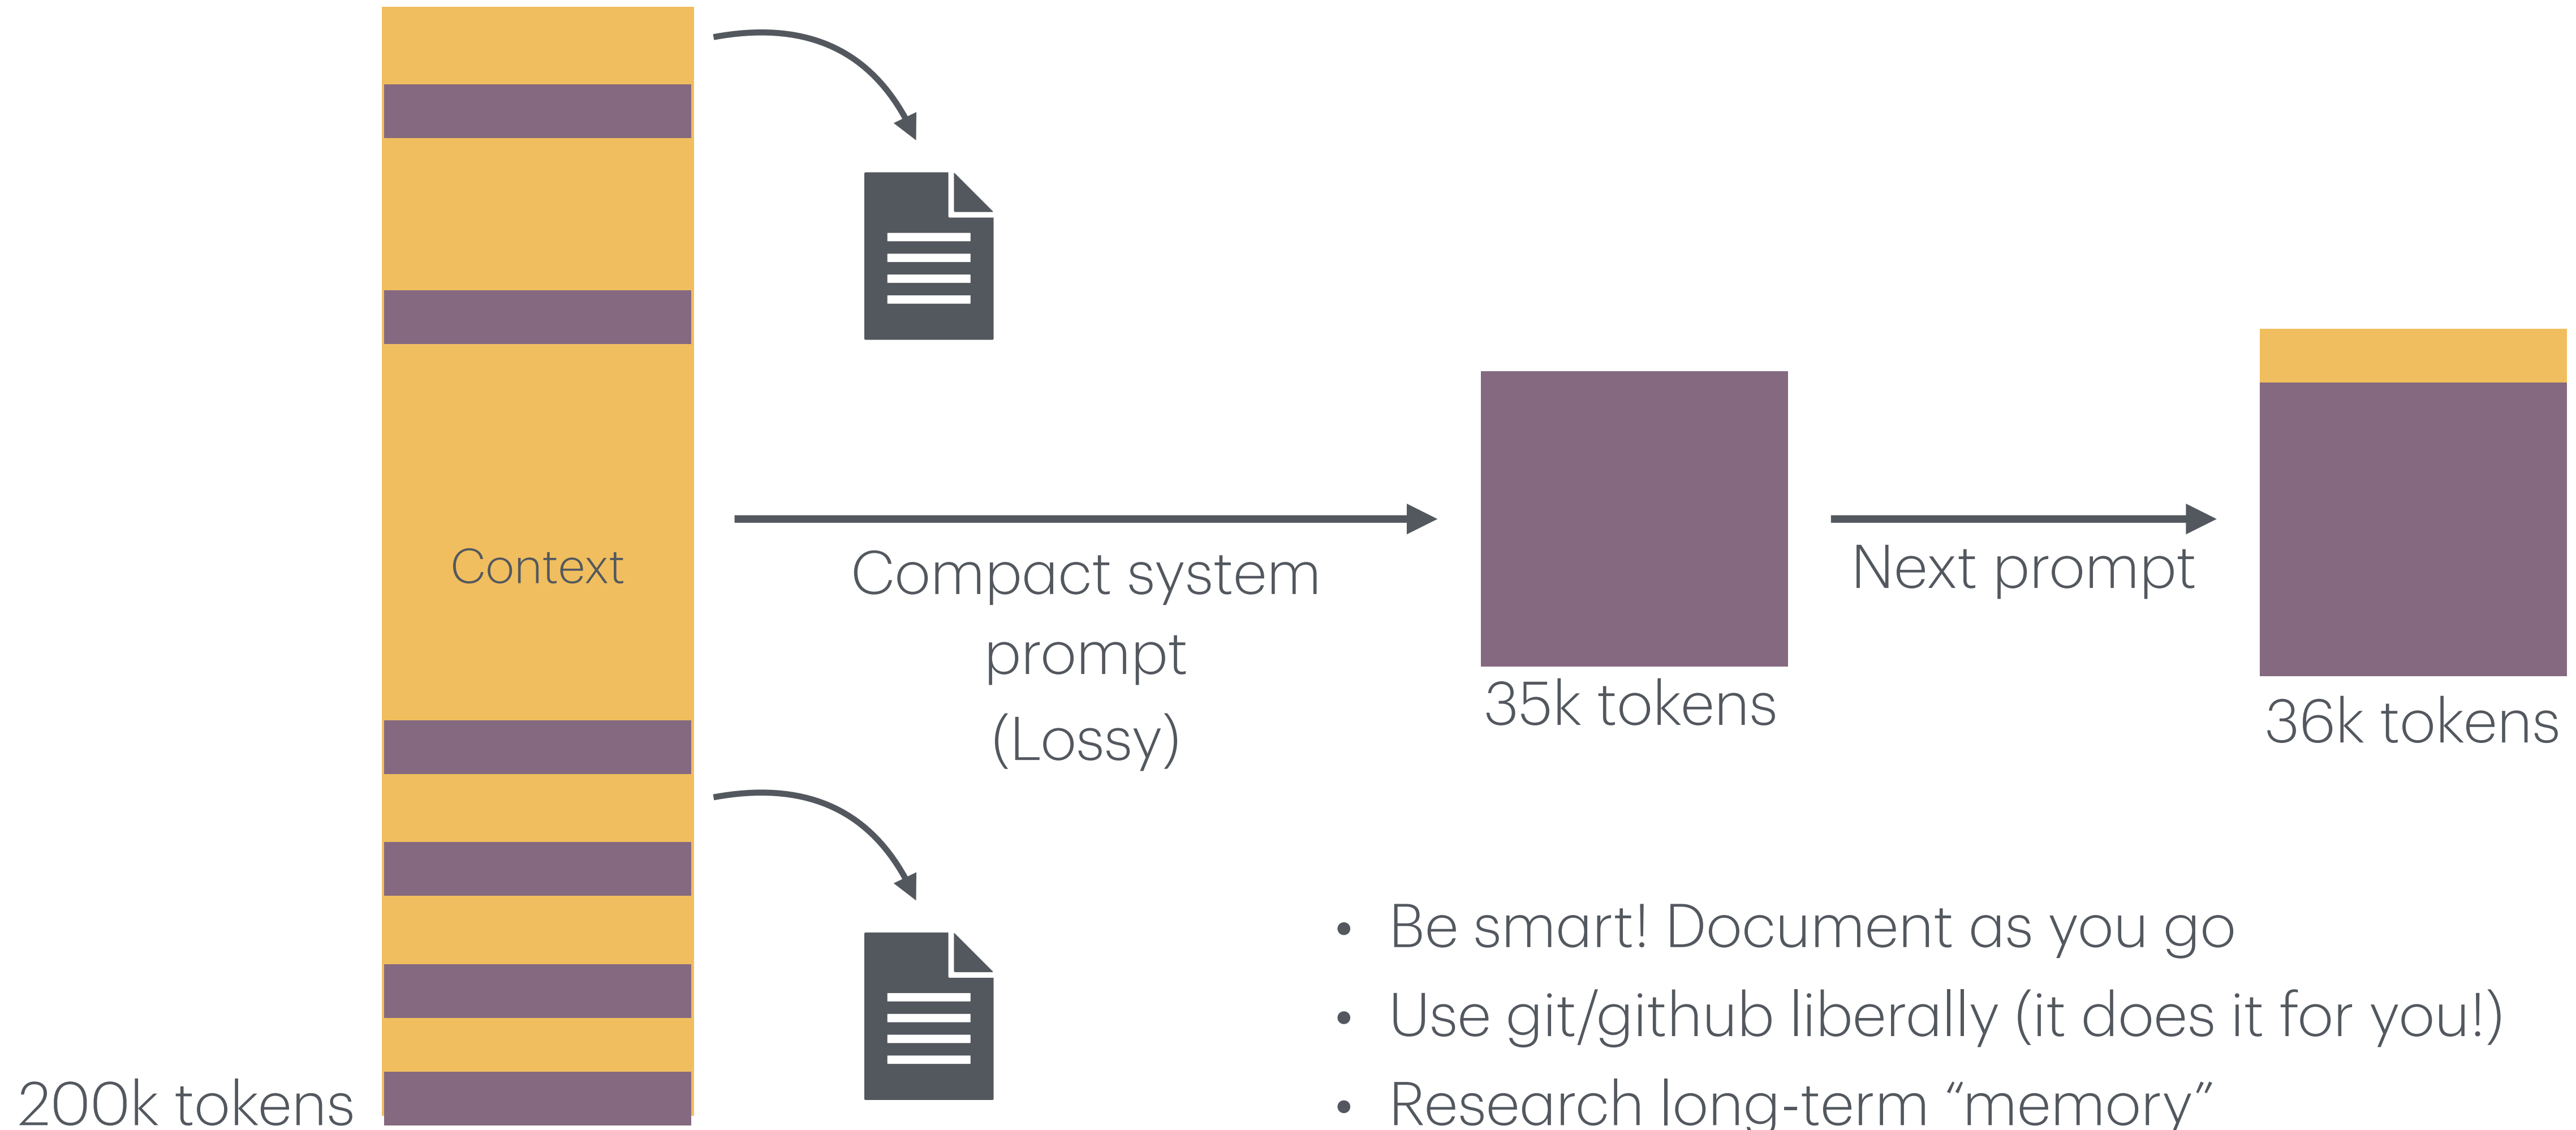 Context
Compact system
prompt
(Lossy)
Next prompt
35k tokens
36k tokens
200k tokens
• Be smart! Document as you go
• Use git/github liberally (it does it for you!)
• Research long-term “memory”